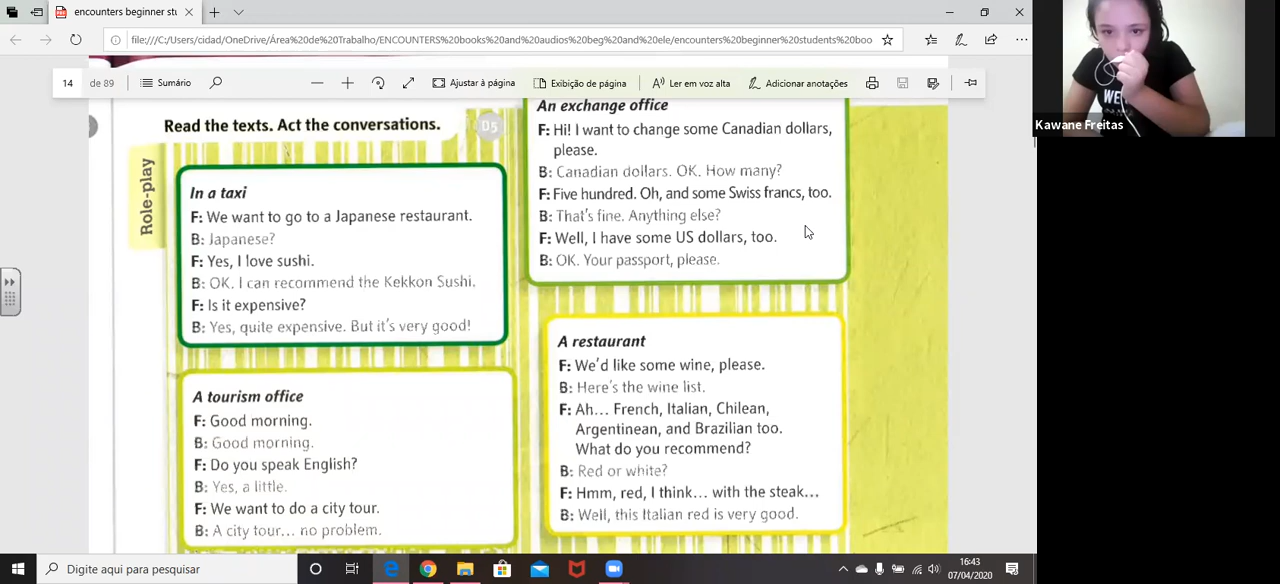 encounters beginner stu
file:///C:/Users/cidad/OneDrive/Área%20de%20Trabalho/ENCOUNTERS%20books%20and%20audios%20beg%20and%20ele/encounters%20beginner%20students%20boo
14 de 89 Sumário Ajustar à página Exibição de página Ler em voz alta Adicionar anotações
Kawane Freitas
Read the texts. Act the conversations.
Role-play
In a taxi
F: We want to go to a Japanese restaurant.
B: Japanese?
F: Yes, I love sushi.
B: OK. I can recommend the Kekkon Sushi.
F: Is it expensive?
B: Yes, quite expensive. But it's very good!
A tourism office
F: Good morning.
B: Good morning.
F: Do you speak English?
B: Yes, a little.
F: We want to do a city tour.
B: A city tour... no problem.
An exchange office
F: Hi! I want to change some Canadian dollars,
please.
B: Canadian dollars. OK. How many?
F: Five hundred. Oh, and some Swiss francs, too.
B: That's fine. Anything else?
F: Well, I have some US dollars, too.
B: OK. Your passport, please.
A restaurant
F: We'd like some wine, please.
B: Here's the wine list.
F: Ah... French, Italian, Chilean,
Argentinean, and Brazilian too.
What do you recommend?
B: Red or white?
F: Hmm, red, I think... with the steak...
B: Well, this Italian red is very good.
Digite aqui para pesquisar
16:43
07/04/2020